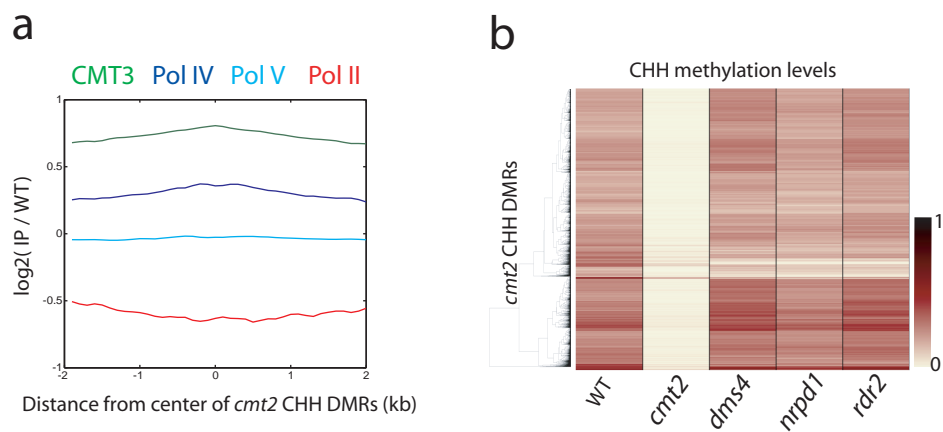 a
CMT3 Pol IV Pol V Pol II
log2( IP / WT)
1
0.5
0
-0.5
-1
-2 -1 0 1 2
Distance from center of cmt2 CHH DMRs (kb)
b
CHH methylation levels
cmt2 CHH DMRs
WT cmt2 dms4 nrpd1 rdr2
1
0